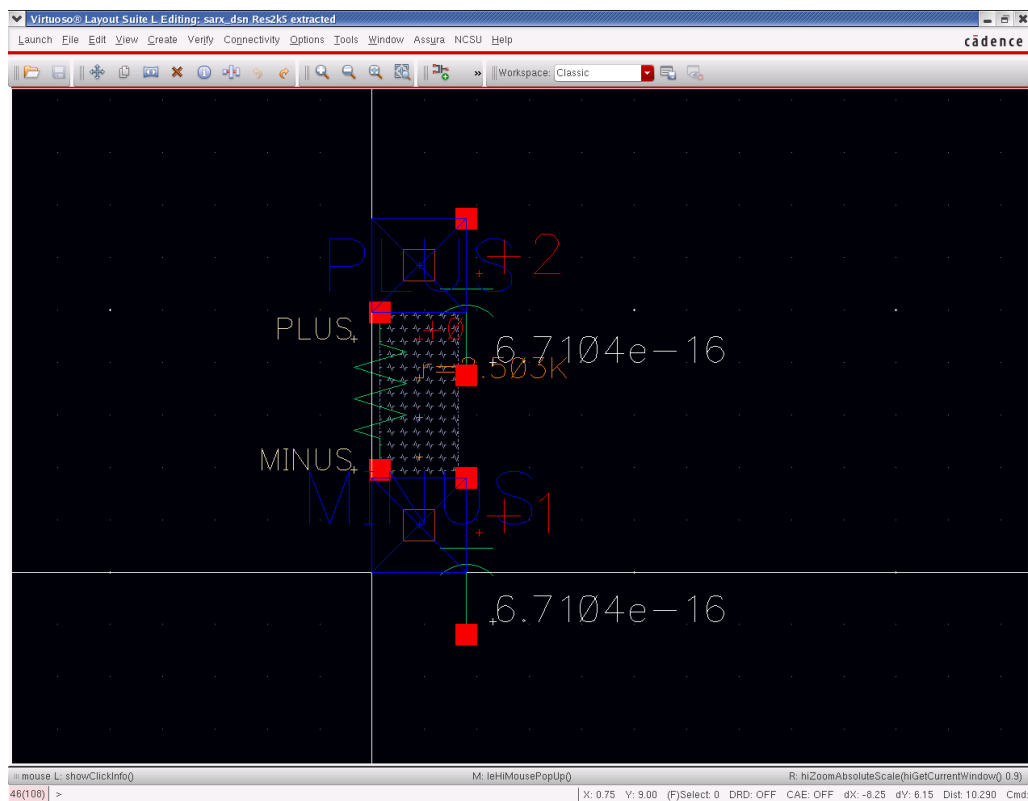 Virtuoso® Layout Suite L Editing: sarx_dsn Res2k5 extracted
Launch File Edit View Create Verify Connectivity Options Tools Window Assura NCSU Help
cādence
» Workspace: Classic
PLUS
+2
PLUS
+0
6.7104e-16
r=2.503K
MINUS
MINUS
+1
6.7104e-16
mouse L: showClickInfo() M: leHiMousePopUp() R: hiZoomAbsoluteScale(hiGetCurrentWindow() 0.9)
46(108) > X: 0.75 Y: 9.00 (F)Select: 0 DRD: OFF CAE: OFF dX: -8.25 dY: 6.15 Dist: 10.290 Cmd: